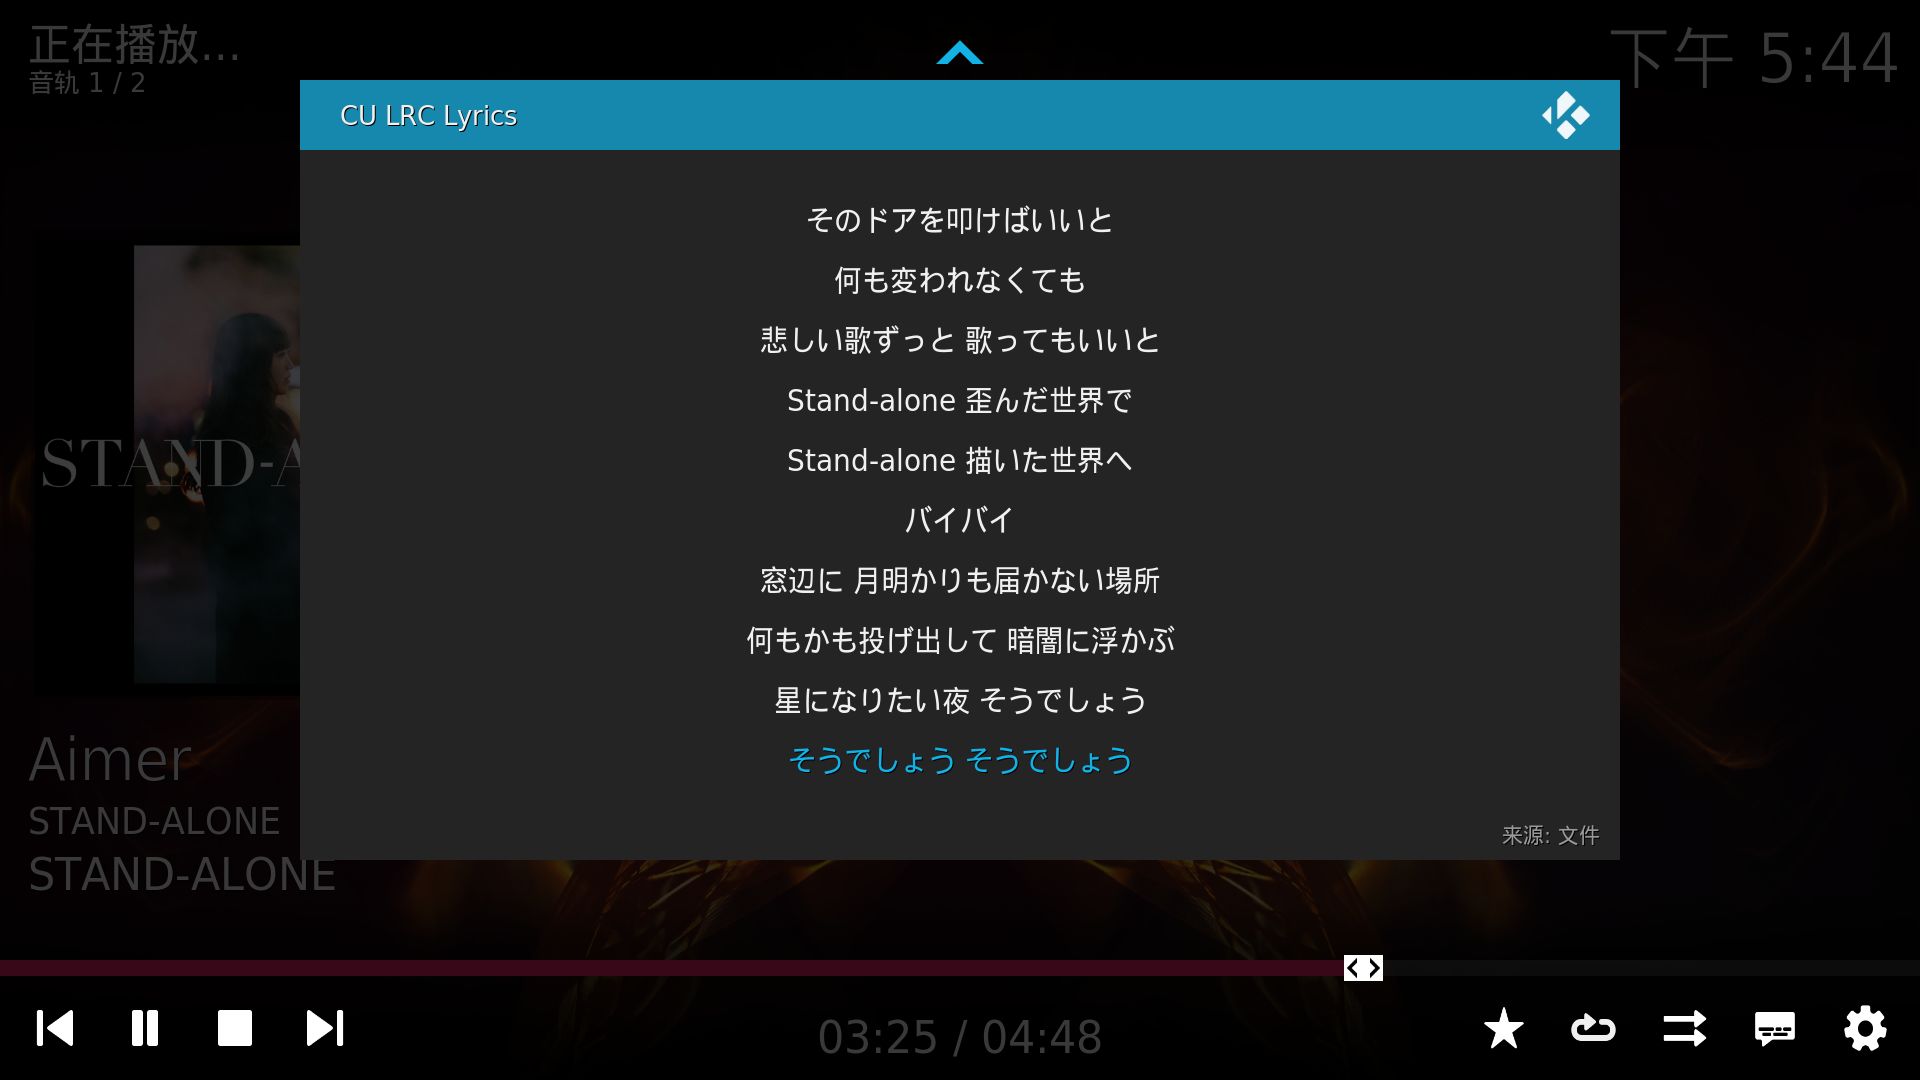 正在播放...
音轨 1 / 2
下午 5:44
CU LRC Lyrics
そのドアを叩けばいいと
何も変われなくても
悲しい歌ずっと 歌ってもいいと
Stand-alone 歪んだ世界で
Stand-alone 描いた世界へ
バイバイ
窓辺に 月明かりも届かない場所
何もかも投げ出して 暗闇に浮かぶ
星になりたい夜 そうでしょう
そうでしょう そうでしょう
来源: 文件
STAND-A
Aimer
STAND-ALONE
STAND-ALONE
03:25 / 04:48